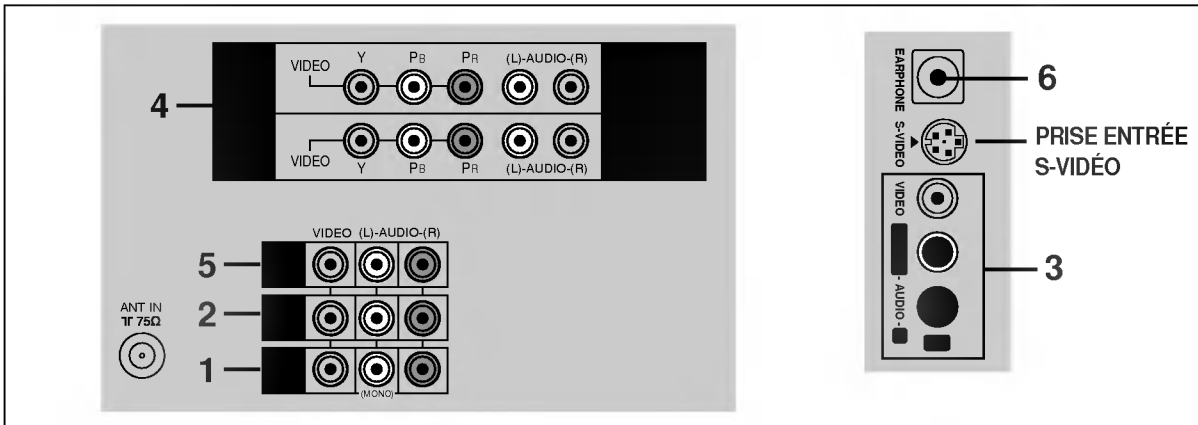 VIDEO Y PB PR (L)-AUDIO-(R)
4
VIDEO Y PB PR (L)-AUDIO-(R)
VIDEO (L)-AUDIO-(R)
5
2
1
(MONO)
ANT IN
75Ω
EARPHONE
6
S-VIDEO
PRISE ENTRÉE
S-VIDÉO
VIDEO
3
- AUDIO -